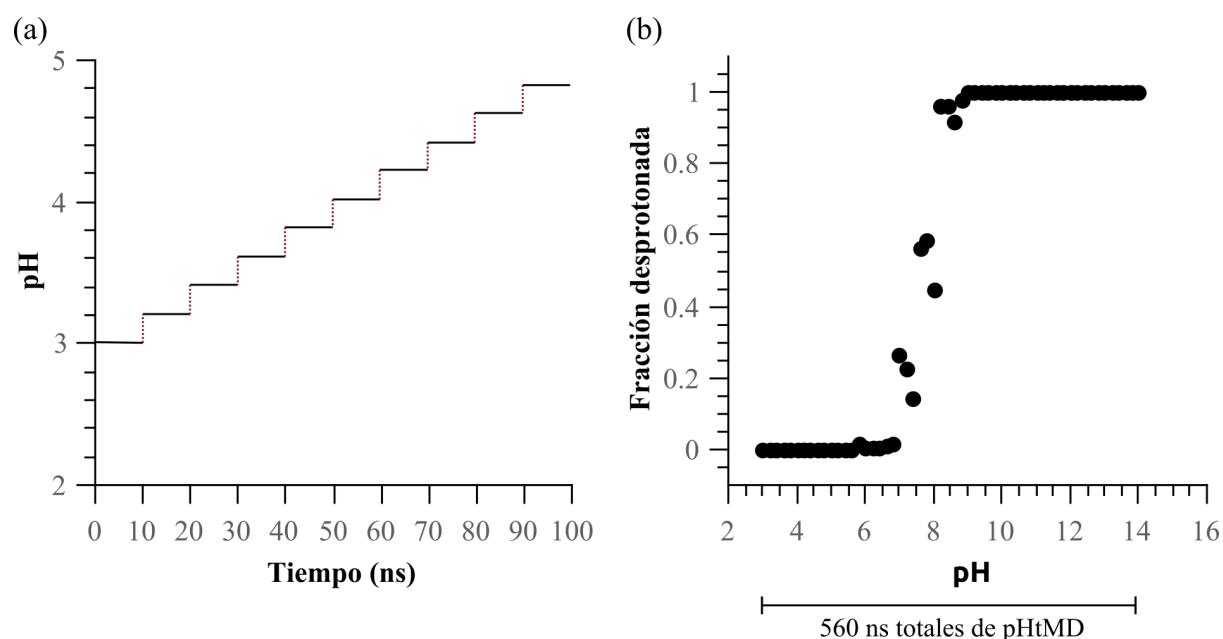 (a)
5
4
3
2
pH
0 10 20 30 40 50 60 70 80 90 100
Tiempo (ns)
(b)
1
0.8
0.6
0.4
0.2
0
Fracción desprotonada
2 4 6 8 10 12 14 16
pH
560 ns totales de pHtMD